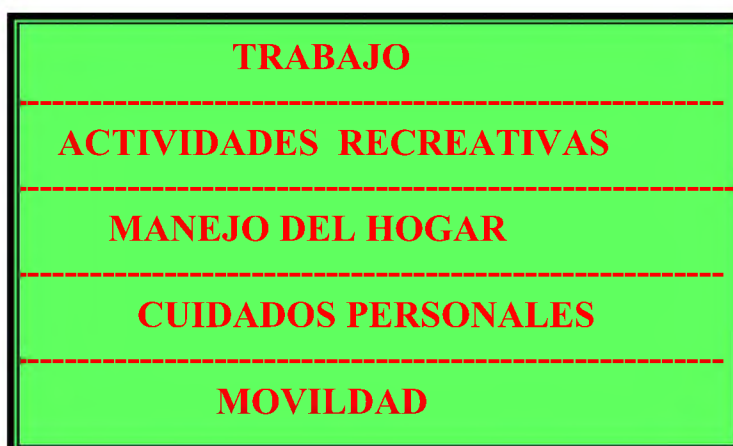 TRABAJO
ACTIVIDADES RECREATIVAS
MANEJO DEL HOGAR
CUIDADOS PERSONALES
MOVILDAD